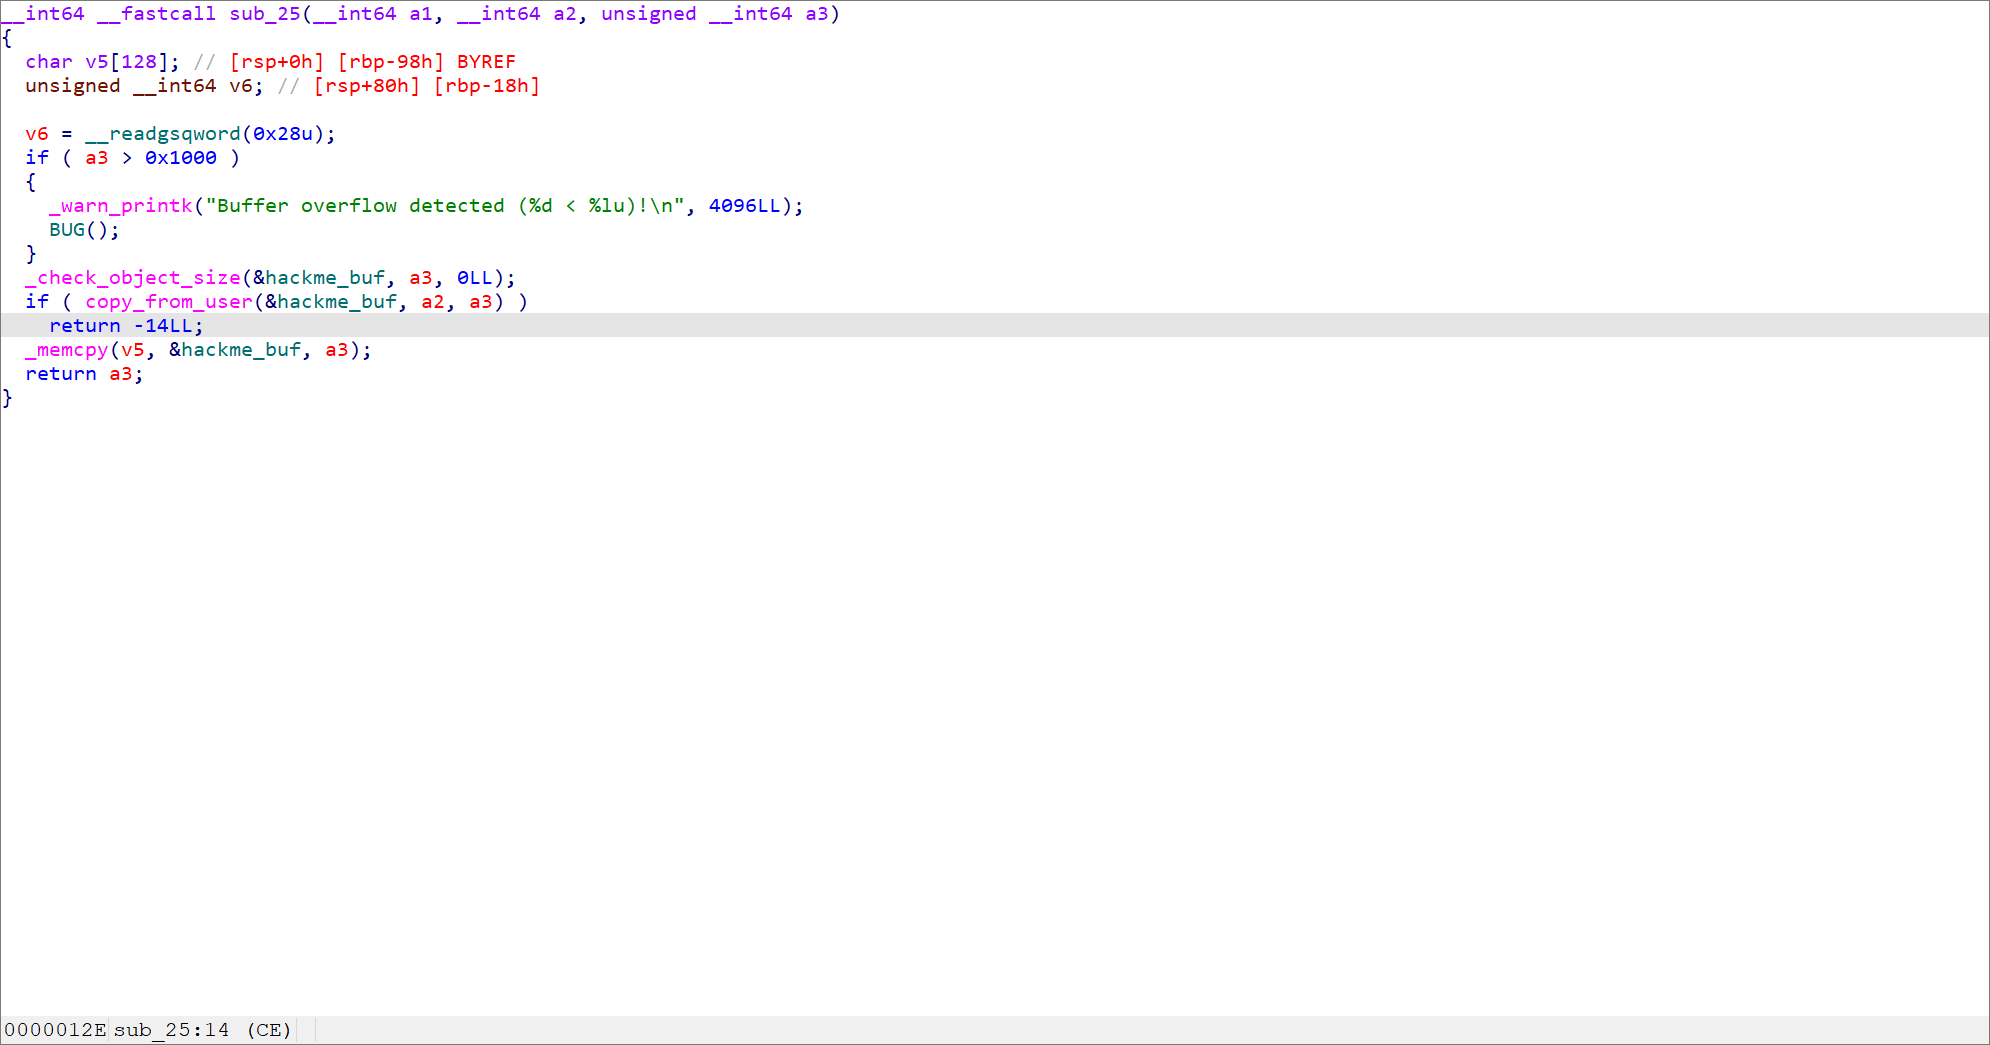 __int64 __fastcall sub_25(__int64 a1, __int64 a2, unsigned __int64 a3)
{
  char v5[128]; // [rsp+0h] [rbp-98h] BYREF
  unsigned __int64 v6; // [rsp+80h] [rbp-18h]

  v6 = __readgsqword(0x28u);
  if ( a3 > 0x1000 )
  {
    _warn_printk("Buffer overflow detected (%d < %lu)!\n", 4096LL);
    BUG();
  }
  _check_object_size(&hackme_buf, a3, 0LL);
  if ( copy_from_user(&hackme_buf, a2, a3) )
    return -14LL;
  _memcpy(v5, &hackme_buf, a3);
  return a3;
}
0000012E sub_25:14 (CE)